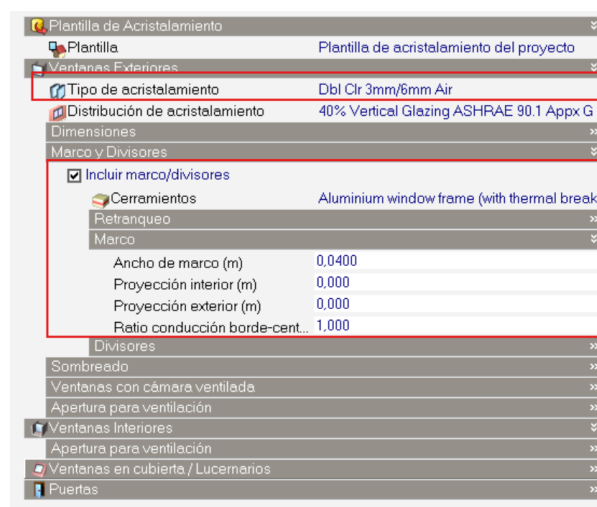 Plantilla de Acristalamiento
Plantilla Plantilla de acristalamiento del proyecto
Ventanas Exteriores
Tipo de acristalamiento Dbl Clr 3mm/6mm Air
Distribución de acristalamiento 40% Vertical Glazing ASHRAE 90.1 Appx G
Dimensiones
Marco y Divisores
Incluir marco/divisores
Cerramientos Aluminium window frame (with thermal break
Retranqueo
Marco
Ancho de marco (m) 0,0400
Proyección interior (m) 0,000
Proyección exterior (m) 0,000
Ratio conducción borde-cent... 1,000
Divisores
Sombreado
Ventanas con cámara ventilada
Apertura para ventilación
Ventanas Interiores
Apertura para ventilación
Ventanas en cubierta / Lucernarios
Puertas